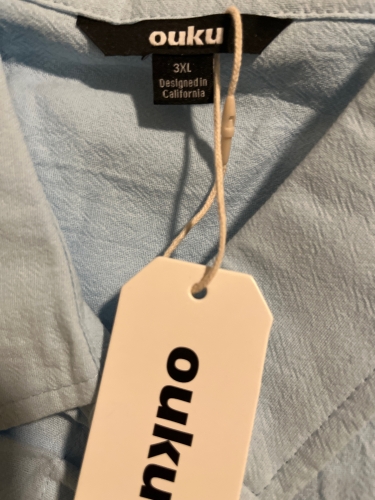 ouku
3XL
Designed in
California
ouku